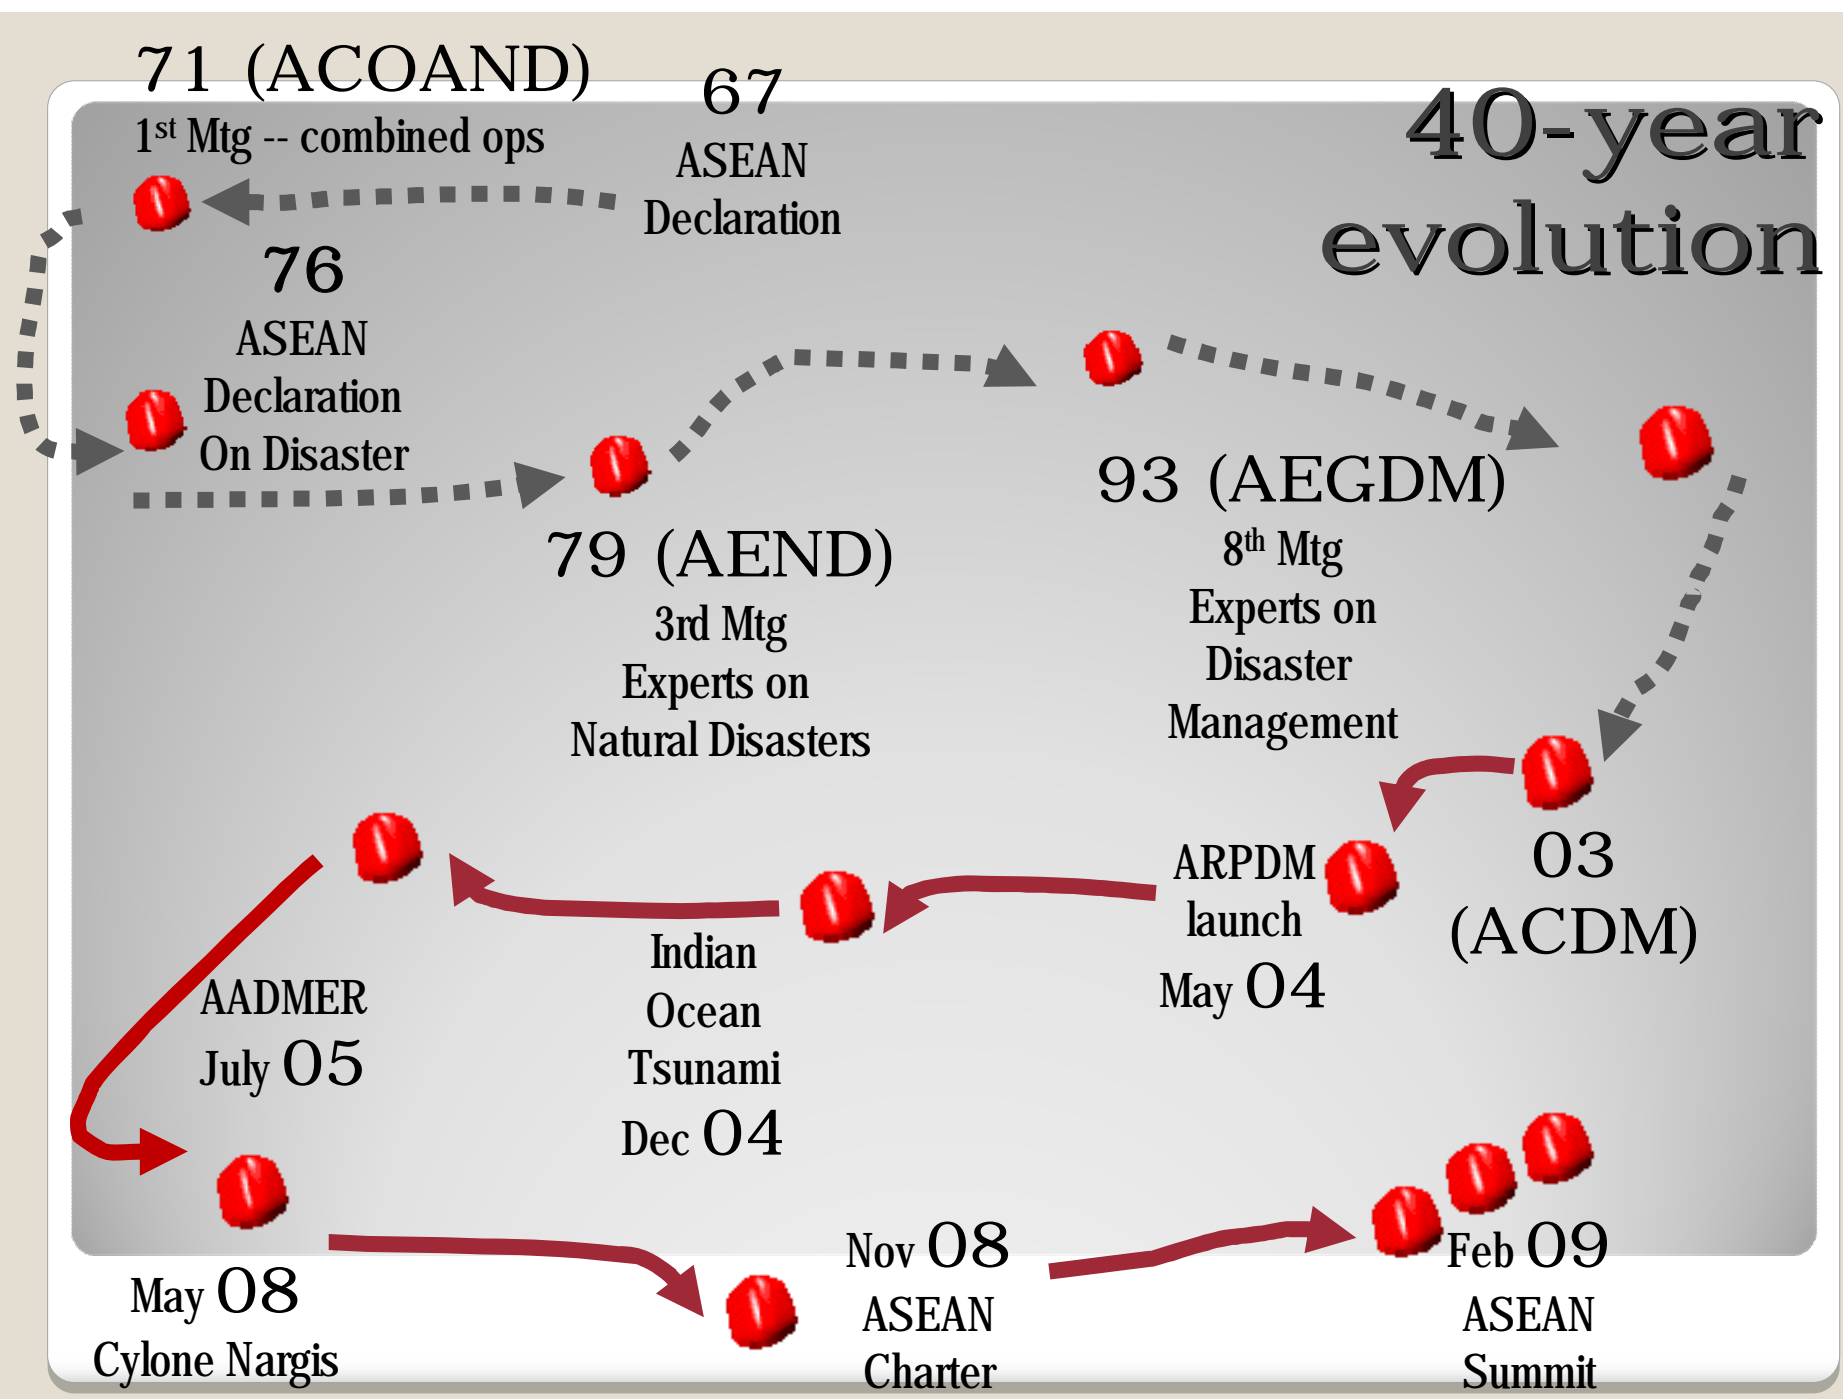 40-year
evolution
67
ASEAN
Declaration
71 (ACOAND)
1st Mtg -- combined ops
76
ASEAN
Declaration
On Disaster
79 (AEND)
3rd Mtg
Experts on
Natural Disasters
93 (AEGDM)
8th Mtg
Experts on
Disaster
Management
03
(ACDM)
ARPDM
launch
May 04
Indian
Ocean
Tsunami
Dec 04
AADMER
July 05
May 08
Cylone Nargis
Nov 08
ASEAN
Charter
Feb 09
ASEAN
Summit